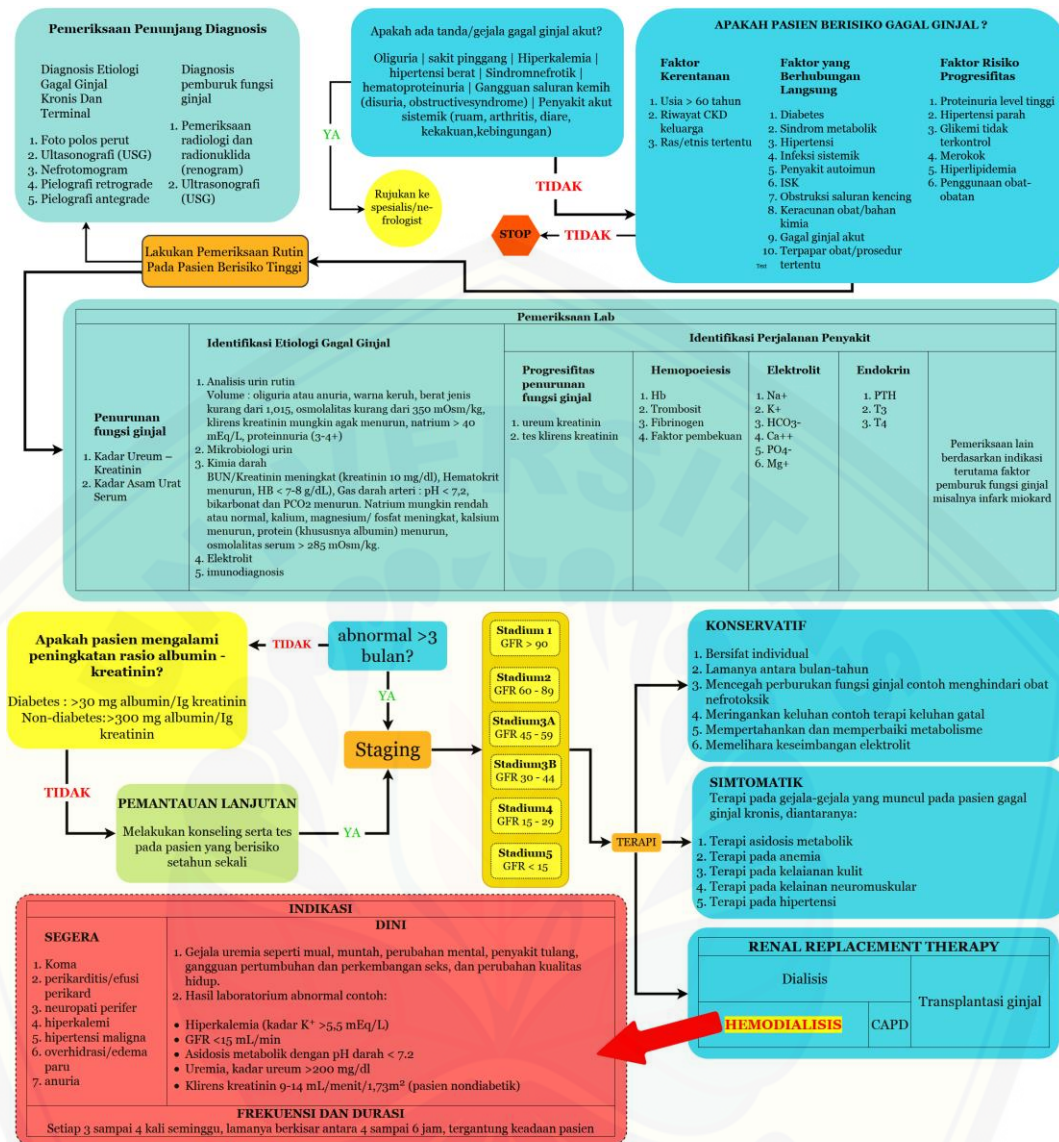 Pemeriksaan Penunjang Diagnosis
Diagnosis Etiologi
Gagal Ginjal
Kronis Dan
Terminal
1. Foto polos perut
2. Ultasonografi (USG)
3. Nefrotomogram
4. Pielografi retrograde
5. Pielografi antegrade
Diagnosis
pemburuk fungsi
ginjal
1. Pemeriksaan
radiologi dan
radionuklida
(renogram)
2. Ultrasonografi
(USG)
Apakah ada tanda/gejala gagal ginjal akut?
Oliguria | sakit pinggang | Hiperkalemia |
hipertensi berat | Sindromnefrotik |
hematoproteinuria | Gangguan saluran kemih
(disuria, obstructivesyndrome) | Penyakit akut
sistemik (ruam, arthritis, diare,
kekakuan,kebingungan)
YA
Rujukan ke
spesialis/ne-
frologist
TIDAK
APAKAH PASIEN BERISIKO GAGAL GINJAL ?
Faktor
Kerentanan
1. Usia > 60 tahun
2. Riwayat CKD
keluarga
3. Ras/etnis tertentu
Faktor yang
Berhubungan
Langsung
1. Diabetes
2. Sindrom metabolik
3. Hipertensi
4. Infeksi sistemik
5. Penyakit autoimun
6. ISK
7. Obstruksi saluran kencing
8. Keracunan obat/bahan
kimia
9. Gagal ginjal akut
10. Terpapar obat/prosedur
tertentu
Text
Faktor Risiko
Progresifitas
1. Proteinuria level tinggi
2. Hipertensi parah
3. Glikemi tidak
terkontrol
4. Merokok
5. Hiperlipidemia
6. Penggunaan obat-
obatan
STOP
TIDAK
Lakukan Pemeriksaan Rutin
Pada Pasien Berisiko Tinggi
Pemeriksaan Lab
Penurunan
fungsi ginjal
1. Kadar Ureum –
Kreatinin
2. Kadar Asam Urat
Serum
Identifikasi Etiologi Gagal Ginjal
1. Analisis urin rutin
Volume : oliguria atau anuria, warna keruh, berat jenis
kurang dari 1,015, osmolalitas kurang dari 350 mOsm/kg,
klirens kreatinin mungkin agak menurun, natrium > 40
mEq/L, proteinnuria (3-4+)
2. Mikrobiologi urin
3. Kimia darah
BUN/Kreatinin meningkat (kreatinin 10 mg/dl), Hematokrit
menurun, HB < 7-8 g/dL), Gas darah arteri : pH < 7,2,
bikarbonat dan PCO2 menurun. Natrium mungkin rendah
atau normal, kalium, magnesium/ fosfat meningkat, kalsium
menurun, protein (khususnya albumin) menurun,
osmolalitas serum > 285 mOsm/kg.
4. Elektrolit
5. imunodiagnosis
Identifikasi Perjalanan Penyakit
Progresifitas
penurunan
fungsi ginjal
1. ureum kreatinin
2. tes klirens kreatinin
Hemopoeiesis
1. Hb
2. Trombosit
3. Fibrinogen
4. Faktor pembekuan
Elektrolit
1. Na+
2. K+
3. HCO3-
4. Ca++
5. PO4-
6. Mg+
Endokrin
1. PTH
2. T3
3. T4
Pemeriksaan lain
berdasarkan indikasi
terutama faktor
pemburuk fungsi ginjal
misalnya infark miokard
Apakah pasien mengalami
peningkatan rasio albumin -
kreatinin?
Diabetes : >30 mg albumin/Ig kreatinin
Non-diabetes:>300 mg albumin/Ig
kreatinin
TIDAK
abnormal >3
bulan?
YA
Staging
TIDAK
PEMANTAUAN LANJUTAN
Melakukan konseling serta tes
pada pasien yang berisiko
setahun sekali
YA
Stadium 1
GFR > 90
Stadium2
GFR 60 - 89
Stadium3A
GFR 45 - 59
Stadium3B
GFR 30 - 44
Stadium4
GFR 15 - 29
Stadium5
GFR < 15
TERAPI
KONSERVATIF
1. Bersifat individual
2. Lamanya antara bulan-tahun
3. Mencegah perburukan fungsi ginjal contoh menghindari obat
nefrotoksik
4. Meringankan keluhan contoh terapi keluhan gatal
5. Mempertahankan dan memperbaiki metabolisme
6. Memelihara keseimbangan elektrolit
SIMTOMATIK
Terapi pada gejala-gejala yang muncul pada pasien gagal
ginjal kronis, diantaranya:
1. Terapi asidosis metabolik
2. Terapi pada anemia
3. Terapi pada kelaianan kulit
4. Terapi pada kelainan neuromuskular
5. Terapi pada hipertensi
RENAL REPLACEMENT THERAPY
Dialisis
HEMODIALISIS
CAPD
Transplantasi ginjal
INDIKASI
SEGERA
1. Koma
2. perikarditis/efusi
perikard
3. neuropati perifer
4. hiperkalemi
5. hipertensi maligna
6. overhidrasi/edema
paru
7. anuria
DINI
1. Gejala uremia seperti mual, muntah, perubahan mental, penyakit tulang,
gangguan pertumbuhan dan perkembangan seks, dan perubahan kualitas
hidup.
2. Hasil laboratorium abnormal contoh:
• Hiperkalemia (kadar K⁺ >5,5 mEq/L)
• GFR <15 mL/min
• Asidosis metabolik dengan pH darah < 7.2
• Uremia, kadar ureum >200 mg/dl
• Klirens kreatinin 9-14 mL/menit/1,73m² (pasien nondiabetik)
FREKUENSI DAN DURASI
Setiap 3 sampai 4 kali seminggu, lamanya berkisar antara 4 sampai 6 jam, tergantung keadaan pasien